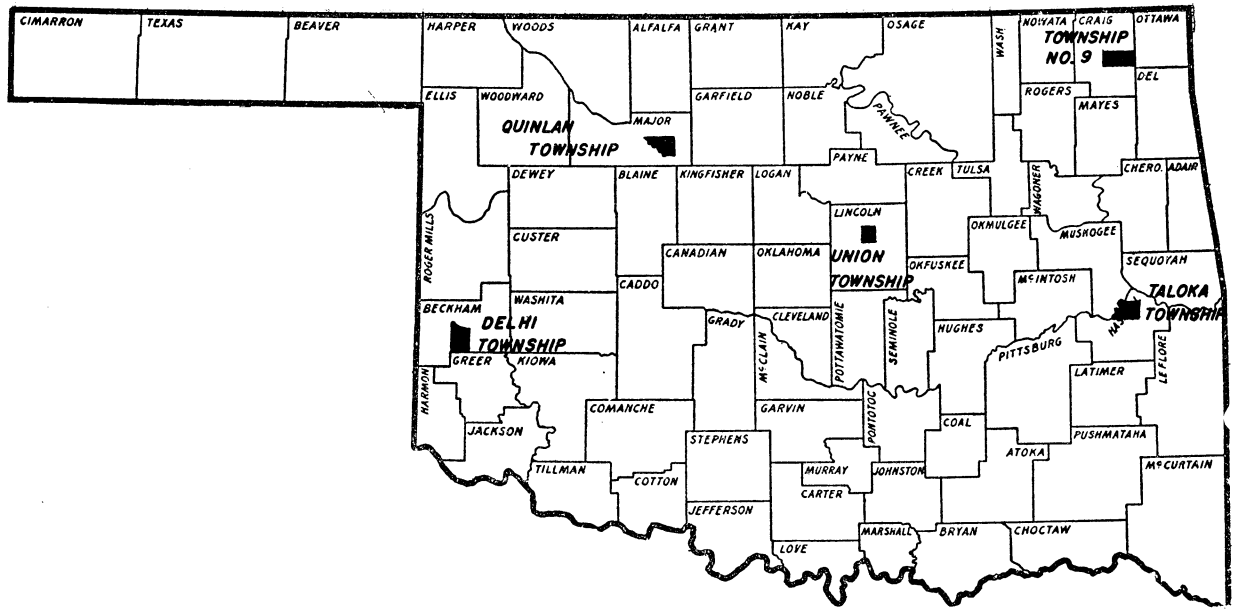 CIMARRON
TEXAS
BEAVER
HARPER
WOODS
ALFALFA
GRANT
KAY
OSAGE
WASH
NOWATA
CRAIG
OTTAWA
TOWNSHIP
NO. 9
DEL
ELLIS
WOODWARD
GARFIELD
NOBLE
PAWNEE
ROGERS
MAYES
QUINLAN
TOWNSHIP
MAJOR
PAYNE
DEWEY
BLAINE
KINGFISHER
LOGAN
CREEK
TULSA
WAGONER
CHERO.
ADAIR
ROGER MILLS
CUSTER
LINCOLN
OKMULGEE
MUSKOGEE
CANADIAN
OKLAHOMA
UNION
TOWNSHIP
OKFUSKEE
SEQUOYAH
McINTOSH
CADDO
TALOKA
TOWNSHIP
BECKHAM
WASHITA
DELHI
TOWNSHIP
GRADY
CLEVELAND
McCLAIN
POTTAWATOMIE
SEMINOLE
HUGHES
PITTSBURG
LE FLORE
GREER
KIOWA
HARMON
LATIMER
COMANCHE
GARVIN
PONTOTOC
COAL
JACKSON
STEPHENS
PUSHMATAHA
ATOKA
TILLMAN
COTTON
MURRAY
JOHNSTON
McCURTAIN
CARTER
JEFFERSON
MARSHALL
BRYAN
CHOCTAW
LOVE